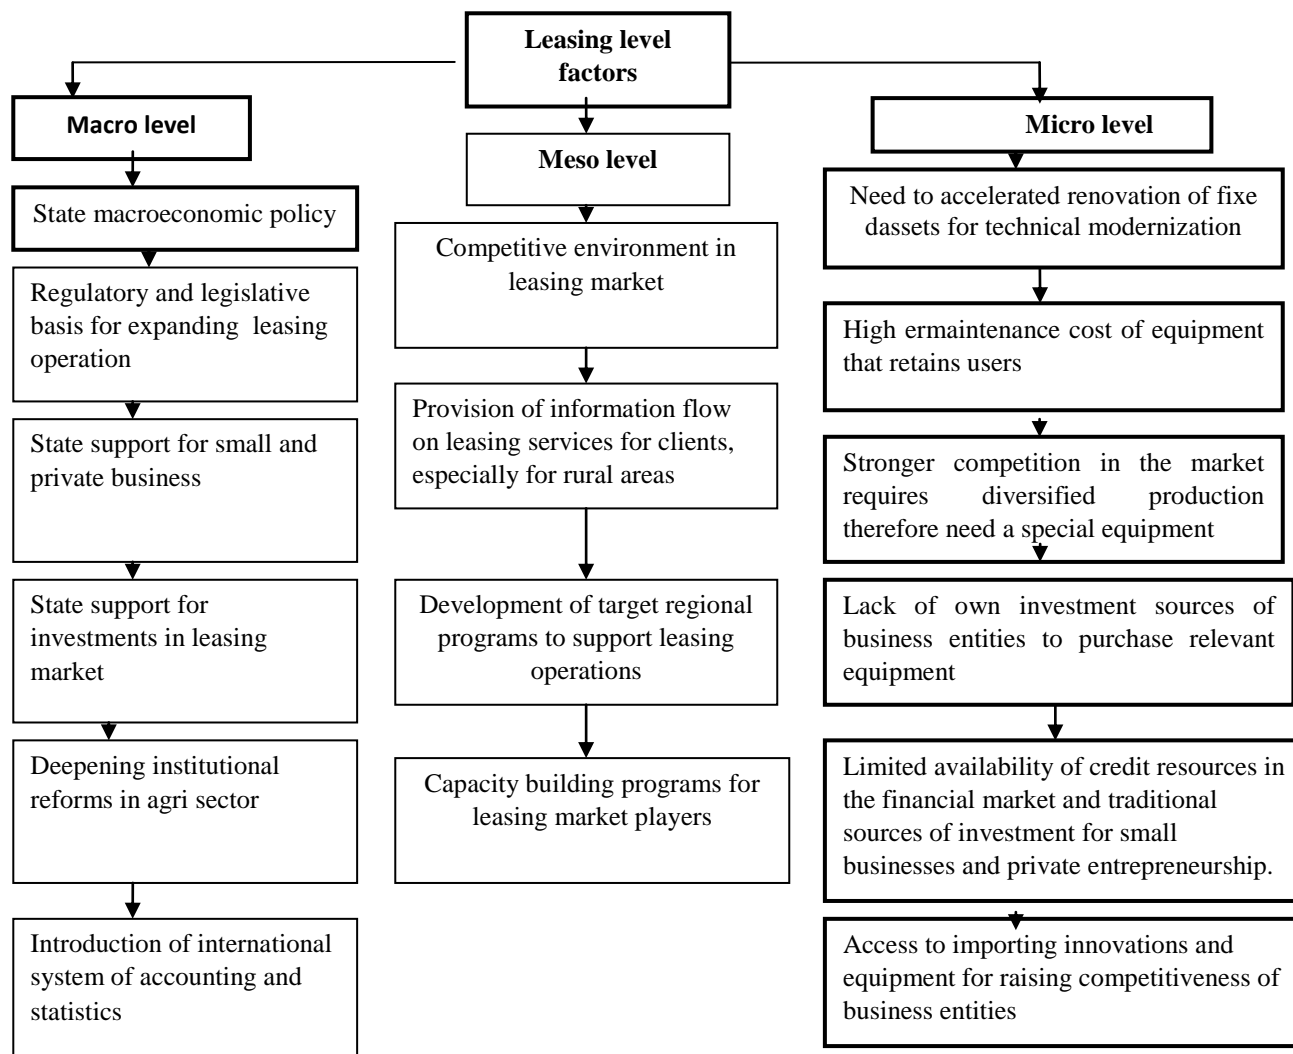 Leasing level
factors
Macro level
State macroeconomic policy
Regulatory and legislative
basis for expanding leasing
operation
State support for small and
private business
State support for
investments in leasing
market
Deepening institutional
reforms in agri sector
Introduction of international
system of accounting and
statistics
Meso level
Competitive environment in
leasing market
Provision of information flow
on leasing services for clients,
especially for rural areas
Development of target regional
programs to support leasing
operations
Capacity building programs for
leasing market players
Micro level
Need to accelerated renovation of fixe
dassets for technical modernization
High ermaintenance cost of equipment
that retains users
Stronger competition in the market
requires diversified production
therefore need a special equipment
Lack of own investment sources of
business entities to purchase relevant
equipment
Limited availability of credit resources in
the financial market and traditional
sources of investment for small
businesses and private entrepreneurship.
Access to importing innovations and
equipment for raising competitiveness of
business entities